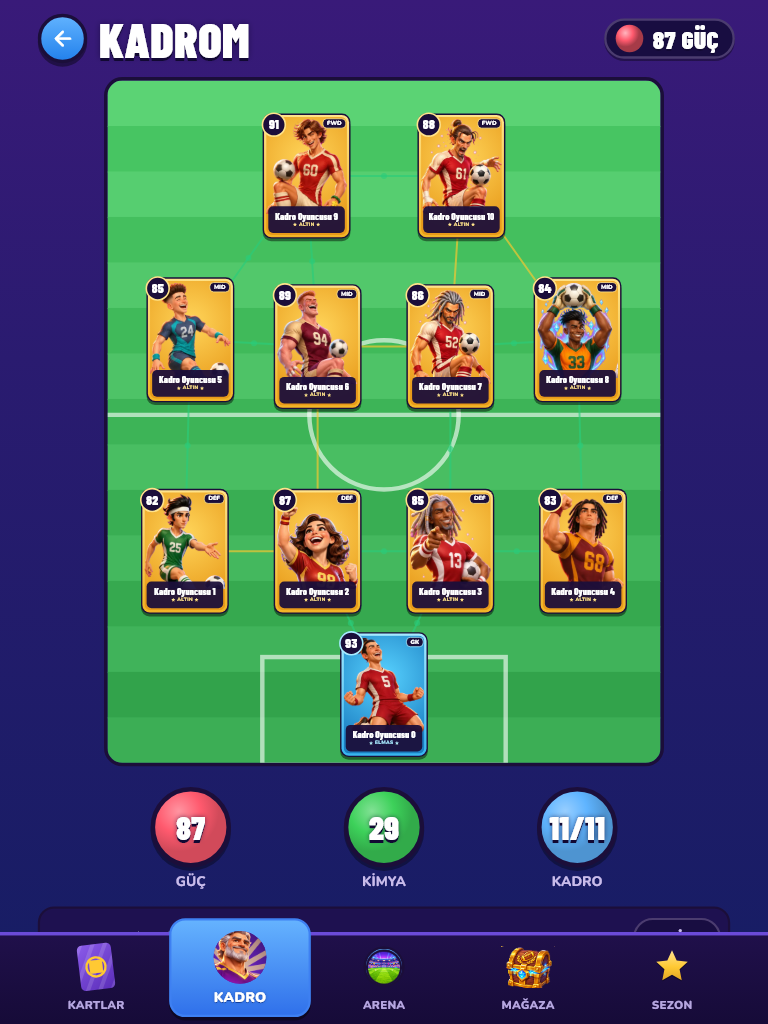 KADROM
87 GÜÇ
91 FWD
60
Kadro Oyuncusu 9
★ ALTIN ★
88 FWD
61
Kadro Oyuncusu 10
★ ALTIN ★
85 MID
24
Kadro Oyuncusu 5
★ ALTIN ★
89 MID
94
Kadro Oyuncusu 6
★ ALTIN ★
86 MID
52
Kadro Oyuncusu 7
★ ALTIN ★
84 MID
33
Kadro Oyuncusu 8
★ ALTIN ★
82 DEF
25
Kadro Oyuncusu 1
★ ALTIN ★
87 DEF
Kadro Oyuncusu 2
★ ALTIN ★
85 DEF
13
Kadro Oyuncusu 3
★ ALTIN ★
83 DEF
68
Kadro Oyuncusu 4
★ ALTIN ★
93 GK
5
Kadro Oyuncusu 0
★ ELMAS ★
87
GÜÇ
29
KİMYA
11/11
KADRO
KARTLAR
KADRO
ARENA
MAĞAZA
SEZON